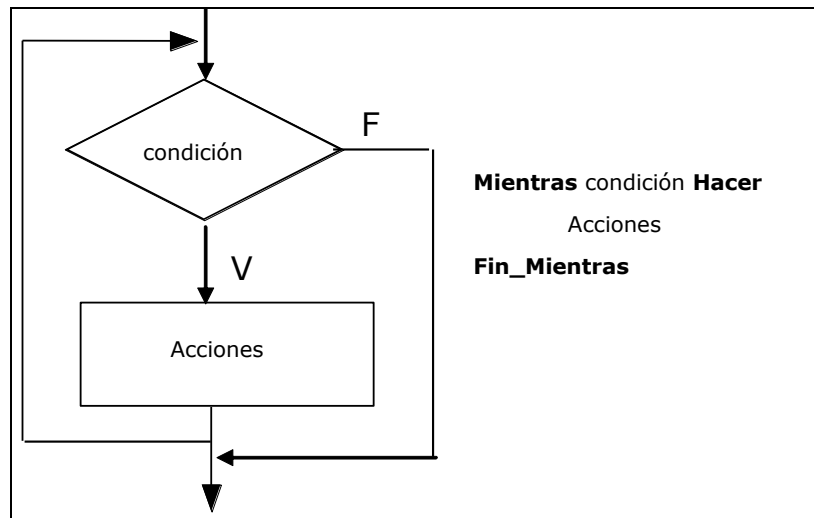 F
condición
V
Acciones
Mientras condición Hacer
Acciones
Fin_Mientras